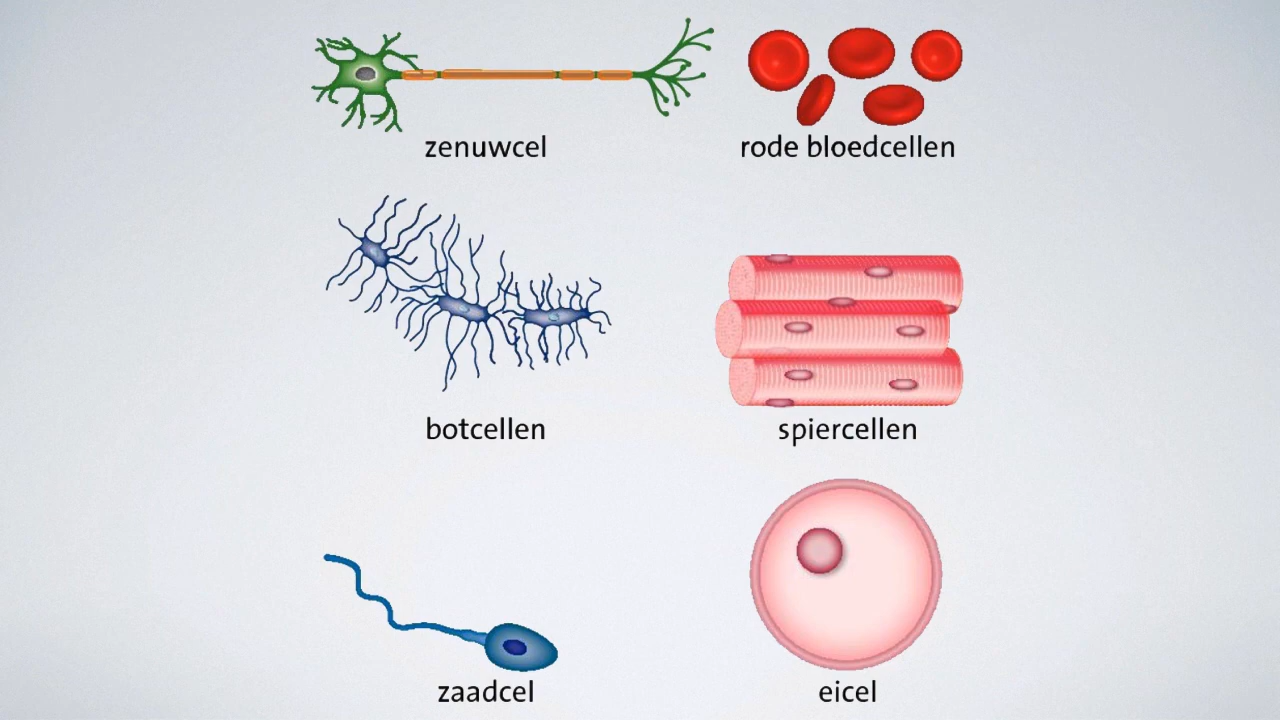 zenuwcel
rode bloedcellen
botcellen
spiercellen
zaadcel
eicel